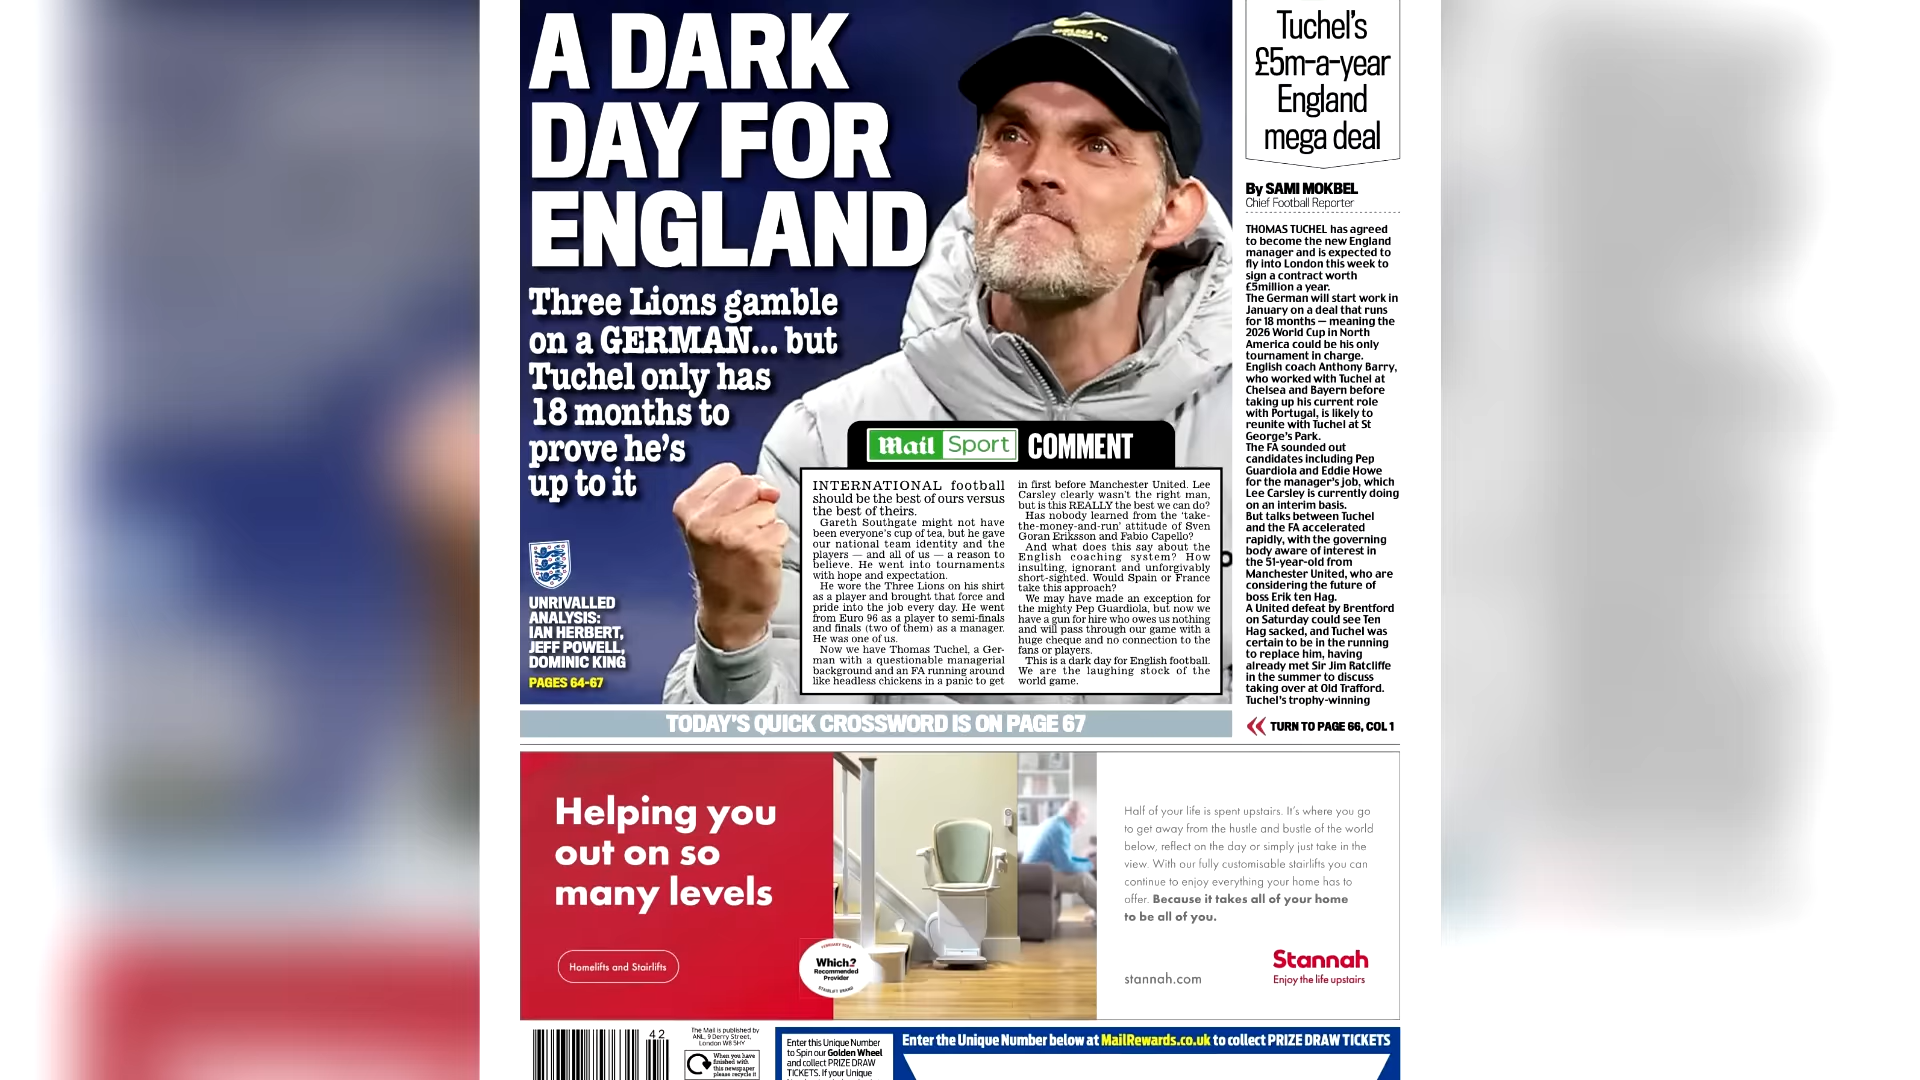 A DARK
DAY FOR
ENGLAND
Three Lions gamble
on a GERMAN... but
Tuchel only has
18 months to
prove he's
up to it
UNRIVALLED
ANALYSIS:
IAN HERBERT,
JEFF POWELL,
DOMINIC KING
PAGES 64-67
CHELSEA FC
Mail Sport COMMENT
INTERNATIONAL football
should be the best of ours versus
the best of theirs.
Gareth Southgate might not have
been everyone's cup of tea, but he gave
our national team identity and the
players — and all of us — a reason to
believe. He went into tournaments
with hope and expectation.
He wore the Three Lions on his shirt
as a player and brought that force and
pride into the job every day. He went
from Euro 96 as a player to semi-finals
and finals (two of them) as a manager.
He was one of us.
Now we have Thomas Tuchel, a Ger-
man with a questionable managerial
background and an FA running around
like headless chickens in a panic to get
in first before Manchester United. Lee
Carsley clearly wasn't the right man,
but is this REALLY the best we can do?
Has nobody learned from the 'take-
the-money-and-run' attitude of Sven
Goran Eriksson and Fabio Capello?
And what does this say about the
English coaching system? How
insulting, ignorant and unforgivably
short-sighted. Would Spain or France
take this approach?
We may have made an exception for
the mighty Pep Guardiola, but now we
have a gun for hire who owes us nothing
and will pass through our game with a
huge cheque and no connection to the
fans or players.
This is a dark day for English football.
We are the laughing stock of the
world game.
Tuchel's
£5m-a-year
England
mega deal
By SAMI MOKBEL
Chief Football Reporter
THOMAS TUCHEL has agreed
to become the new England
manager and is expected to
fly into London this week to
sign a contract worth
£5million a year.
The German will start work in
January on a deal that runs
for 18 months — meaning the
2026 World Cup in North
America could be his only
tournament in charge.
English coach Anthony Barry,
who worked with Tuchel at
Chelsea and Bayern before
taking up his current role
with Portugal, is likely to
reunite with Tuchel at St
George's Park.
The FA sounded out
candidates including Pep
Guardiola and Eddie Howe
for the manager's job, which
Lee Carsley is currently doing
on an interim basis.
But talks between Tuchel
and the FA accelerated
rapidly, with the governing
body aware of interest in
the 51-year-old from
Manchester United, who are
considering the future of
boss Erik ten Hag.
A United defeat by Brentford
on Saturday could see Ten
Hag sacked, and Tuchel was
certain to be in the running
to replace him, having
already met Sir Jim Ratcliffe
in the summer to discuss
taking over at Old Trafford.
Tuchel's trophy-winning
TURN TO PAGE 66, COL 1
TODAY'S QUICK CROSSWORD IS ON PAGE 67
Helping you
out on so
many levels
Homelifts and Stairlifts
FEBRUARY 2024
Which?
Recommended
Provider
STAIRLIFT BRAND
Half of your life is spent upstairs. It's where you go
to get away from the hustle and bustle of the world
below, reflect on the day or simply just take in the
view. With our fully customisable stairlifts you can
continue to enjoy everything your home has to
offer. Because it takes all of your home
to be all of you.
stannah.com
Stannah
Enjoy the life upstairs
42
The Mail is published by
ANL, 9 Derry Street,
London W8 5HY
When you have
finished with
this newspaper
please recycle it
Enter this Unique Number
to Spin our Golden Wheel
and collect PRIZE DRAW
TICKETS. If your Unique
Enter the Unique Number below at MailRewards.co.uk to collect PRIZE DRAW TICKETS